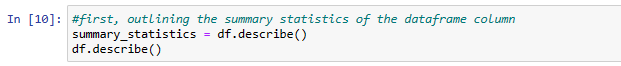 In [10]: #first, outlining the summary statistics of the dataframe column
summary_statistics = df.describe()
df.describe()